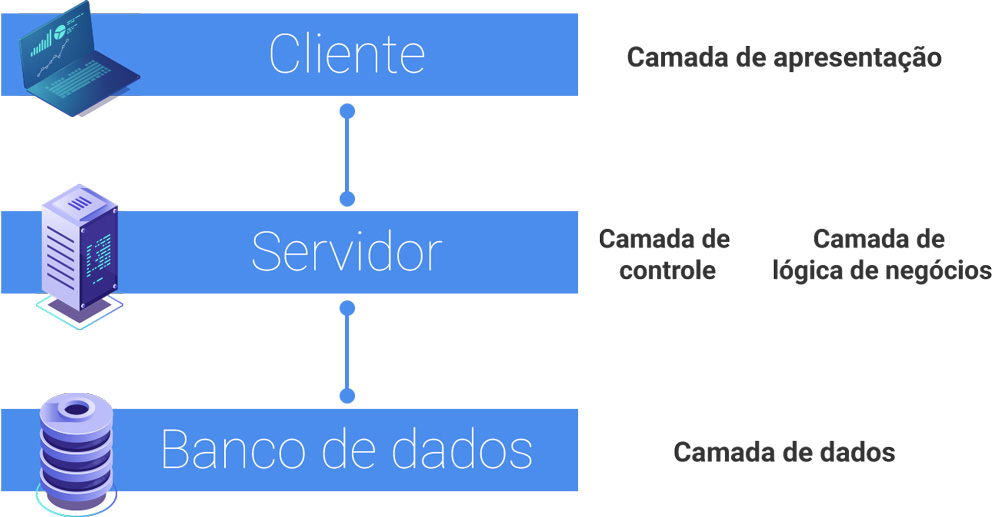 Cliente
Camada de apresentação
Servidor
Camada de
controle
Camada de
lógica de negócios
Banco de dados
Camada de dados